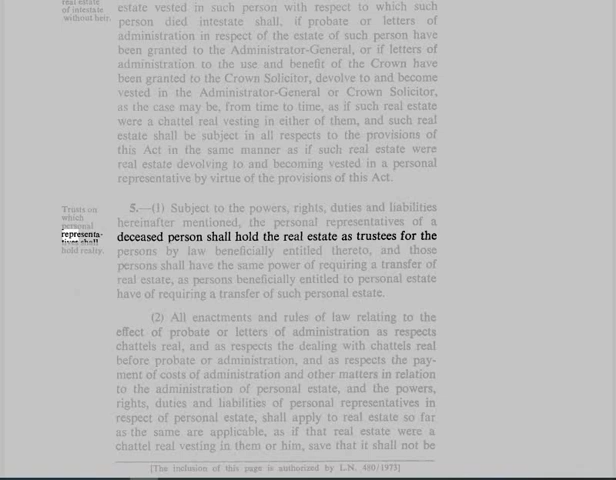 real estate
of intestate
without heir.
estate vested in such person with respect to which such
person died intestate shall, if probate or letters of
administration in respect of the estate of such person have
been granted to the Administrator-General, or if letters of
administration to the use and benefit of the Crown have
been granted to the Crown Solicitor, devolve to and become
vested in the Administrator-General or Crown Solicitor,
as the case may be, from time to time, as if such real estate
were a chattel real vesting in either of them, and such real
estate shall be subject in all respects to the provisions of
this Act in the same manner as if such real estate were
real estate devolving to and becoming vested in a personal
representative by virtue of the provisions of this Act.
Trusts on
which
personal
representa-
tives shall
hold realty.
5.—(1) Subject to the powers, rights, duties and liabilities
hereinafter mentioned, the personal representatives of a
deceased person shall hold the real estate as trustees for the
persons by law beneficially entitled thereto, and those
persons shall have the same power of requiring a transfer of
real estate, as persons beneficially entitled to personal estate
have of requiring a transfer of such personal estate.
(2) All enactments and rules of law relating to the
effect of probate or letters of administration as respects
chattels real, and as respects the dealing with chattels real
before probate or administration, and as respects the pay-
ment of costs of administration and other matters in relation
to the administration of personal estate, and the powers,
rights, duties and liabilities of personal representatives in
respect of personal estate, shall apply to real estate so far
as the same are applicable, as if that real estate were a
chattel real vesting in them or him, save that it shall not be
[The inclusion of this page is authorized by L.N. 480/1973]